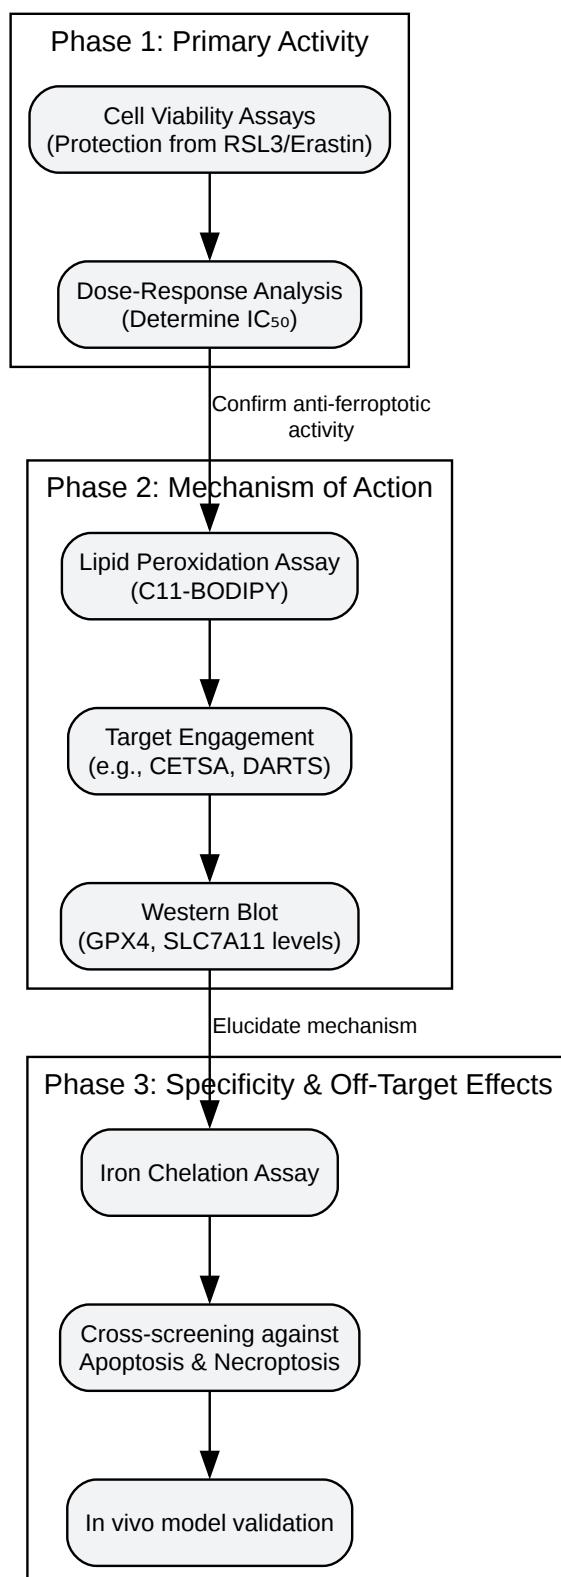 Phase 1: Primary Activity
Cell Viability Assays
(Protection from RSL3/Erastin)
Dose-Response Analysis
(Determine IC₅₀)
Confirm anti-ferroptotic
activity
Phase 2: Mechanism of Action
Lipid Peroxidation Assay
(C11-BODIPY)
Target Engagement
(e.g., CETSA, DARTS)
Western Blot
(GPX4, SLC7A11 levels)
Elucidate mechanism
Phase 3: Specificity & Off-Target Effects
Iron Chelation Assay
Cross-screening against
Apoptosis & Necroptosis
In vivo model validation